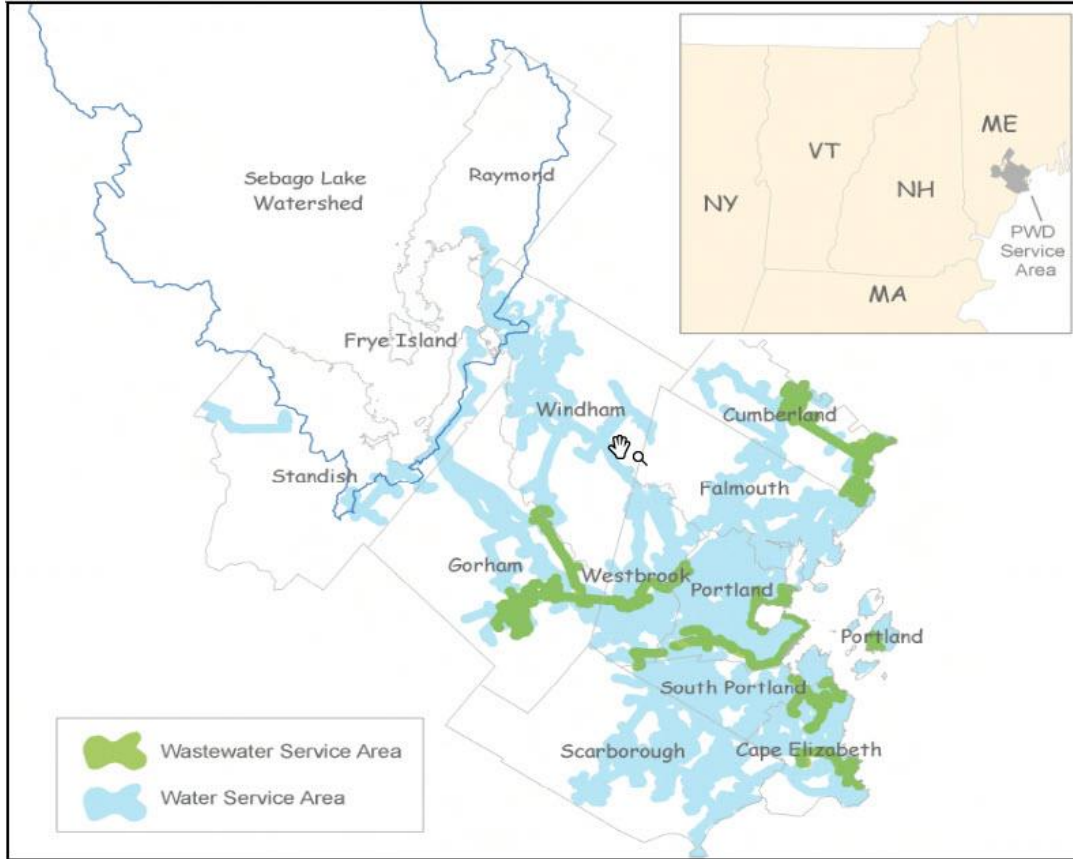 Sebago Lake
Watershed
Raymond
Frye Island
Windham
Cumberland
Standish
Falmouth
Gorham
Westbrook
Portland
Portland
South Portland
Scarborough
Cape Elizabeth
Wastewater Service Area
Water Service Area
NY
VT
NH
ME
MA
PWD
Service
Area